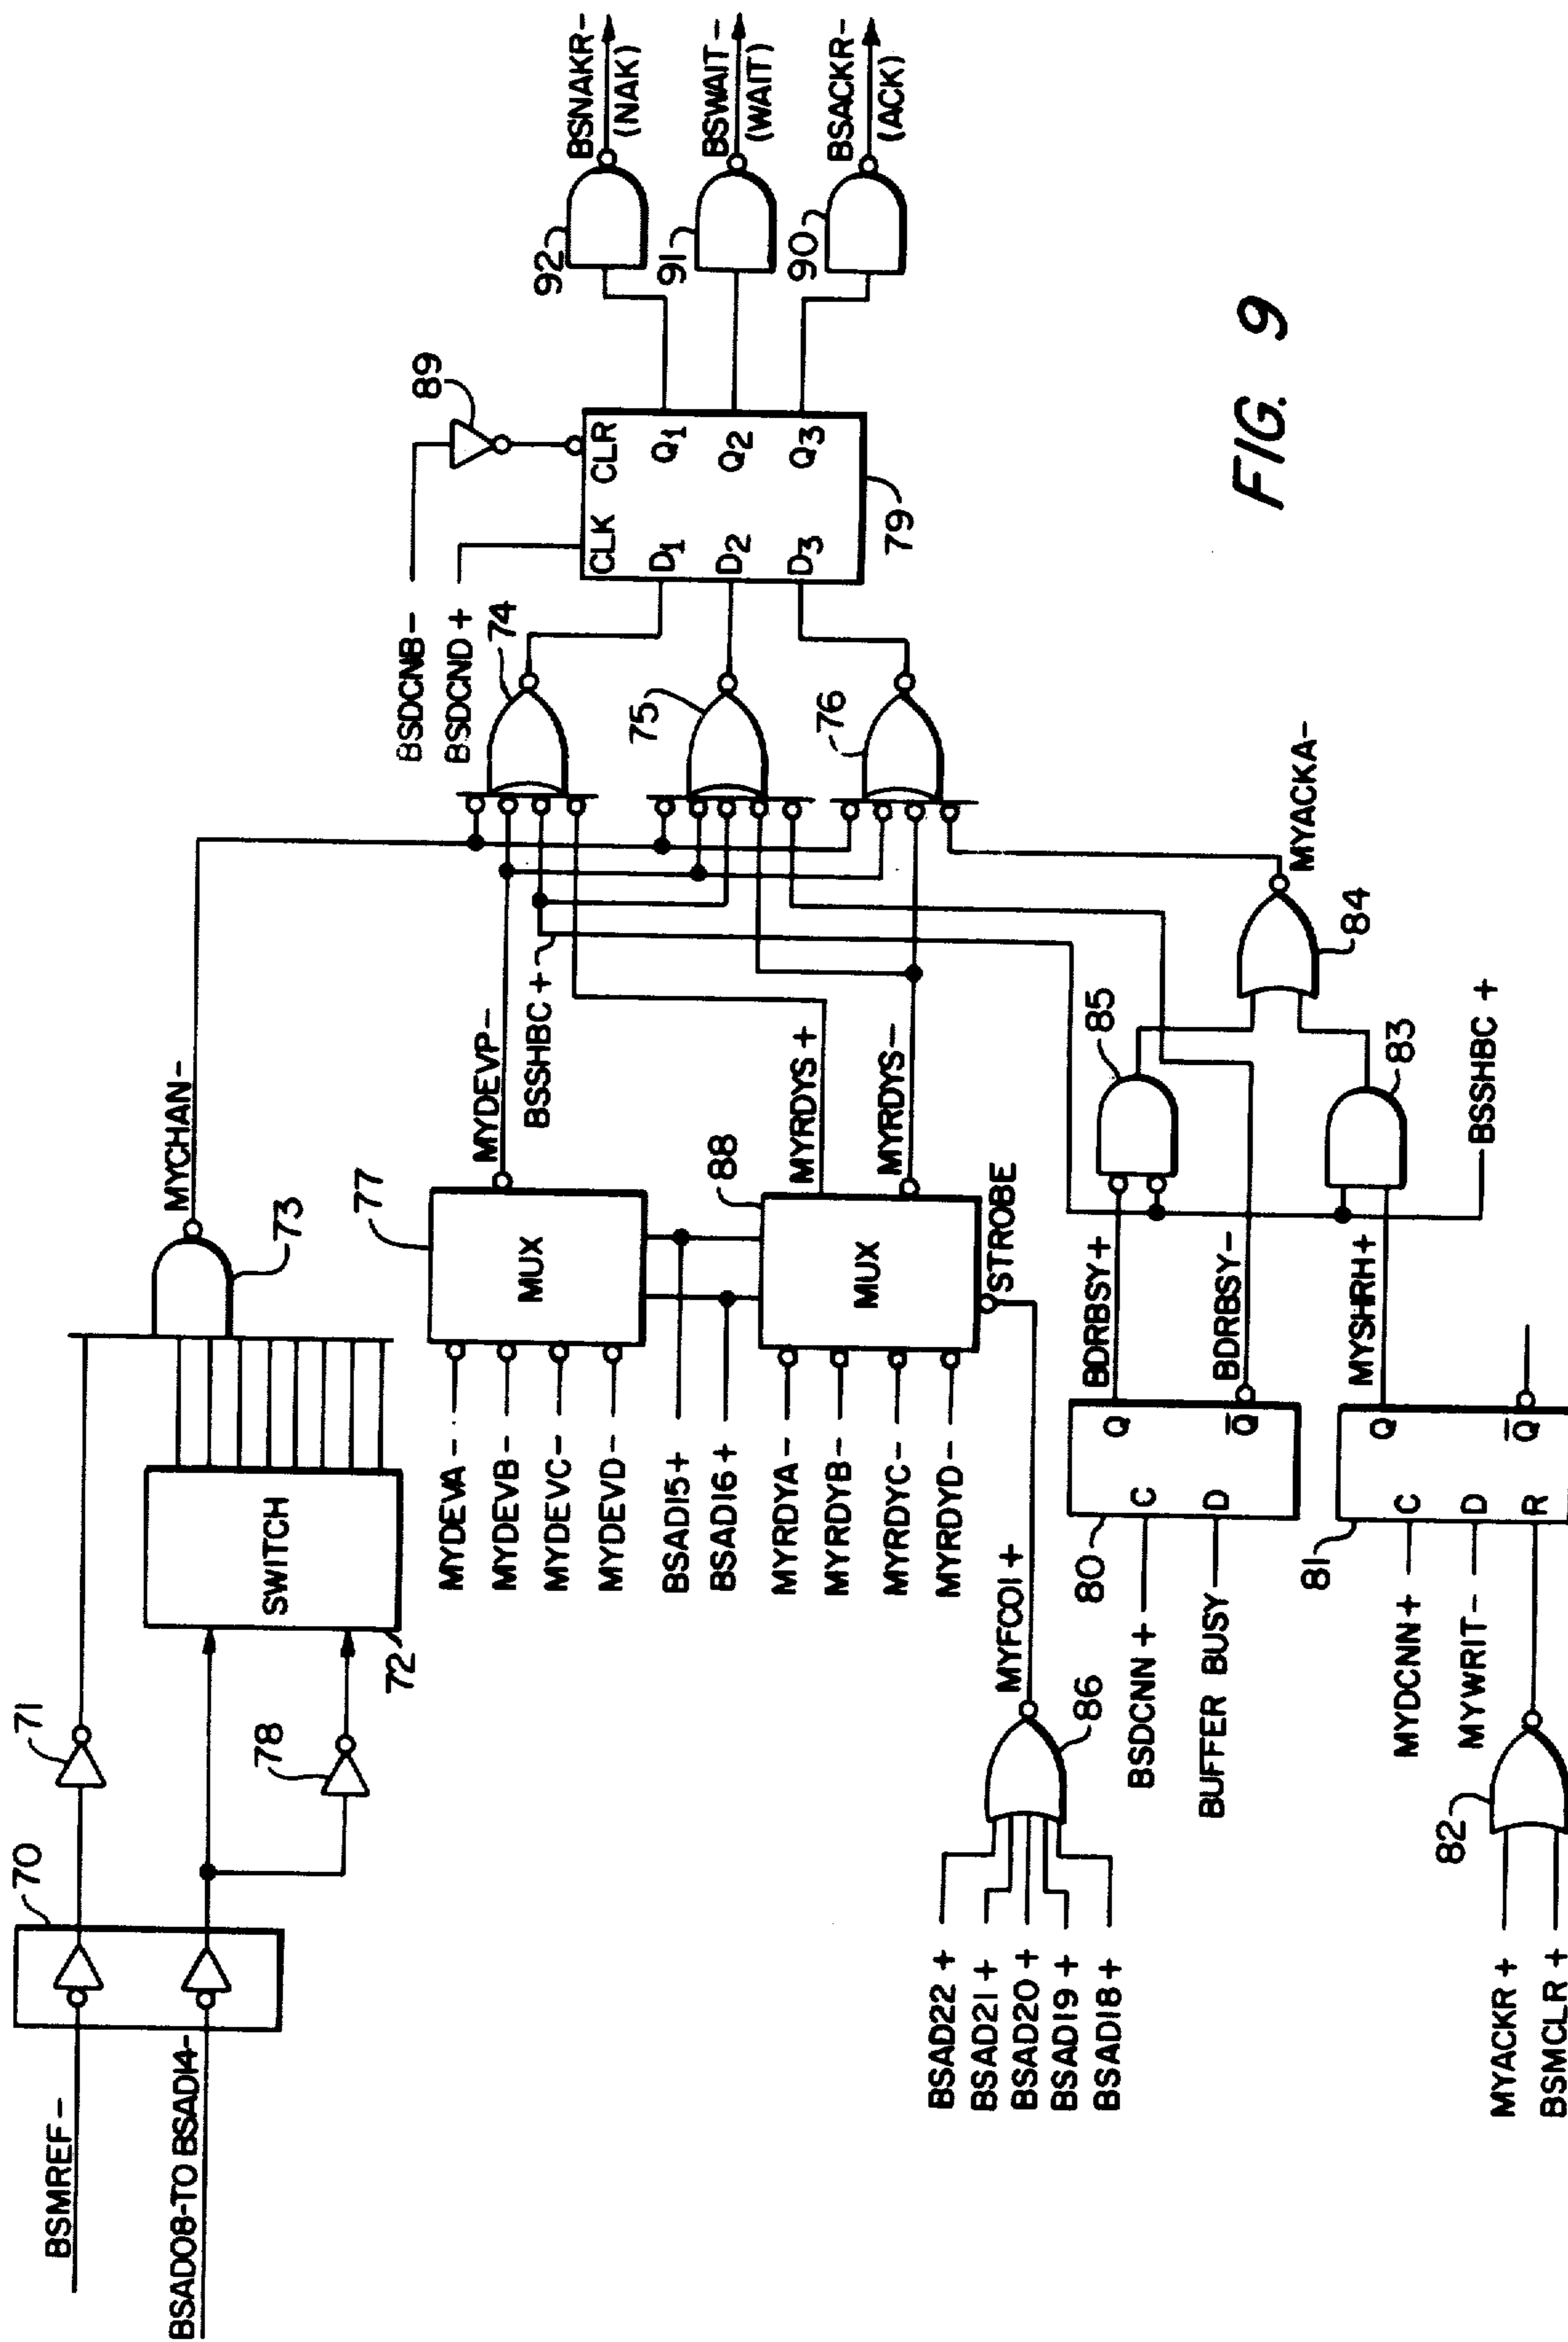 BSMREF-
70
71
BSAD08-TO BSAD14-
78
SWITCH
72
73
MYCHAN-
MYDEVA-
MYDEVB-
MYDEVC-
MYDEVD-
BSAD15+
BSAD16+
MYRDYA-
MYRDYB-
MYRDYC-
MYRDYD-
MUX
77
MUX
88
STROBE
MYDEVP-
BSSHBC+
MYRDYS+
MYRDYS-
BSAD22+
BSAD21+
BSAD20+
BSAD19+
BSAD18+
86
MYFC01+
BSDCNN+
BUFFER BUSY
80
C
D
Q
Q̅
BDRBSY+
BDRBSY-
85
MYACKR+
BSMCLR+
82
MYDCNN+
MYWRIT-
81
C
D
R
Q
Q̅
MYSHRH+
83
84
BSSHBC+
MYACKA-
74
75
76
BSDCNB-
BSDCND+
89
CLK
CLR
D1
D2
D3
Q1
Q2
Q3
79
92
91
90
BSNAKR-
(NAK)
BSWAIT-
(WAIT)
BSACKR-
(ACK)
FIG. 9